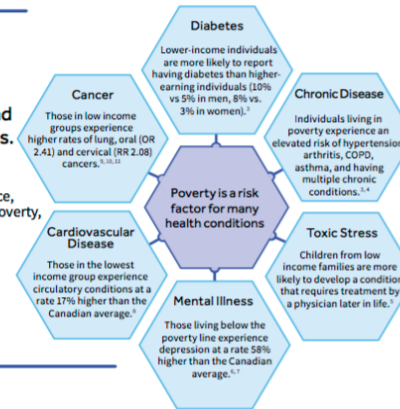 Diabetes
Lower-income individuals
are more likely to report
having diabetes than higher-
earning individuals (10%
vs 5% in men, 8% vs.
3% in women).³
Cancer
Those in low income
groups experience
higher rates of lung, oral (OR
2.41) and cervical (RR 2.08)
cancers.
Chronic Disease
Individuals living in
poverty experience an
elevated risk of hypertension,
arthritis, COPD,
asthma, and having
multiple chronic
conditions.
Poverty is a risk
factor for many
health conditions
Cardiovascular
Disease
Those in the lowest
income group experience
circulatory conditions at a
rate 17% higher than the
Canadian average.
Toxic Stress
Children from low
income families are more
likely to develop a condition
that requires treatment by
a physician later in life.
Mental Illness
Those living below the
poverty line experience
depression at a rate 58%
higher than the Canadian
average.⁶,⁷
s.
overty,